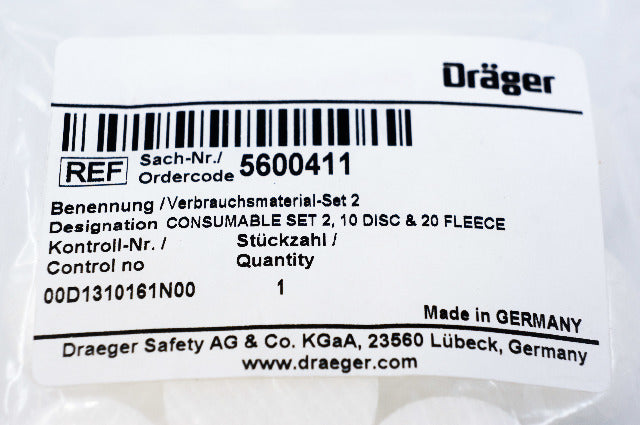 Dräger
REF Sach-Nr./ Ordercode 5600411
Benennung /Verbrauchsmaterial-Set 2
Designation CONSUMABLE SET 2, 10 DISC & 20 FLEECE
Kontroll-Nr. / Stückzahl /
Control no Quantity
00D1310161N00 1
Made in GERMANY
Draeger Safety AG & Co. KGaA, 23560 Lübeck, Germany
www.draeger.com